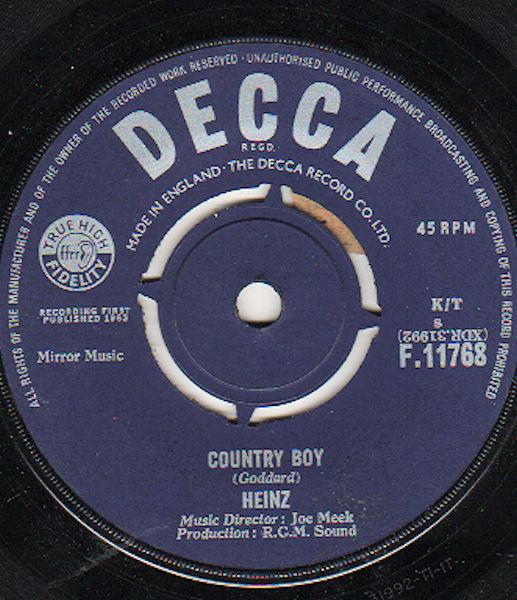 ALL RIGHTS OF THE MANUFACTURER AND OF THE OWNER OF THE RECORDED WORK RESERVED · UNAUTHORISED PUBLIC PERFORMANCE BROADCASTING AND COPYING OF THIS RECORD PROHIBITED
DECCA
REGD.
MADE IN ENGLAND · THE DECCA RECORD CO. LTD.
45 RPM
TRUE HIGH
ffrr
FIDELITY
RECORDING FIRST
PUBLISHED 1963
K/T
s
(XDR.31992)
F.11768
Mirror Music
COUNTRY BOY
(Goddard)
HEINZ
Music Director: Joe Meek
Production: R.G.M. Sound
31992-T1-1T